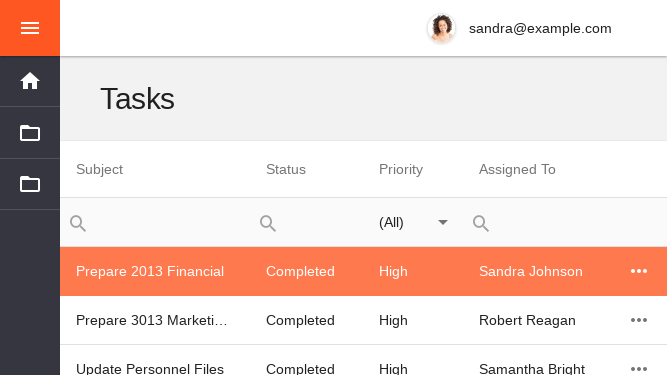 sandra@example.com
Tasks
Subject Status Priority Assigned To
(All)
Prepare 2013 Financial Completed High Sandra Johnson
Prepare 3013 Marketi… Completed High Robert Reagan
Update Personnel Files Completed High Samantha Bright